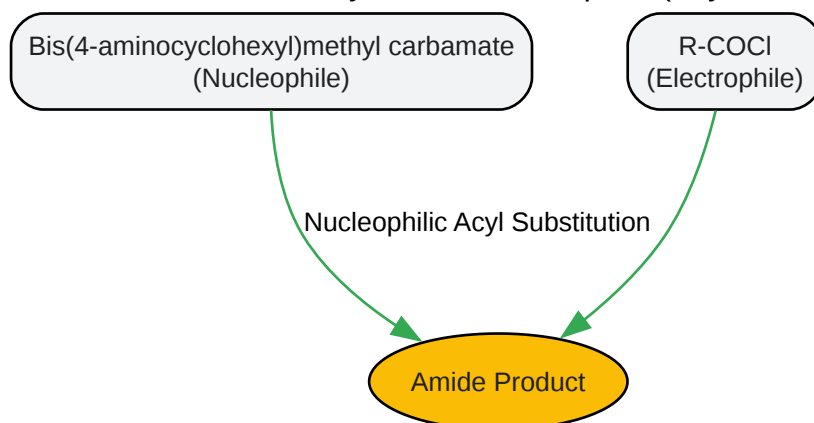 Bis(4-aminocyclohexyl)methyl carbamate
(Nucleophile)
R-COCl
(Electrophile)
Nucleophilic Acyl Substitution
Amide Product